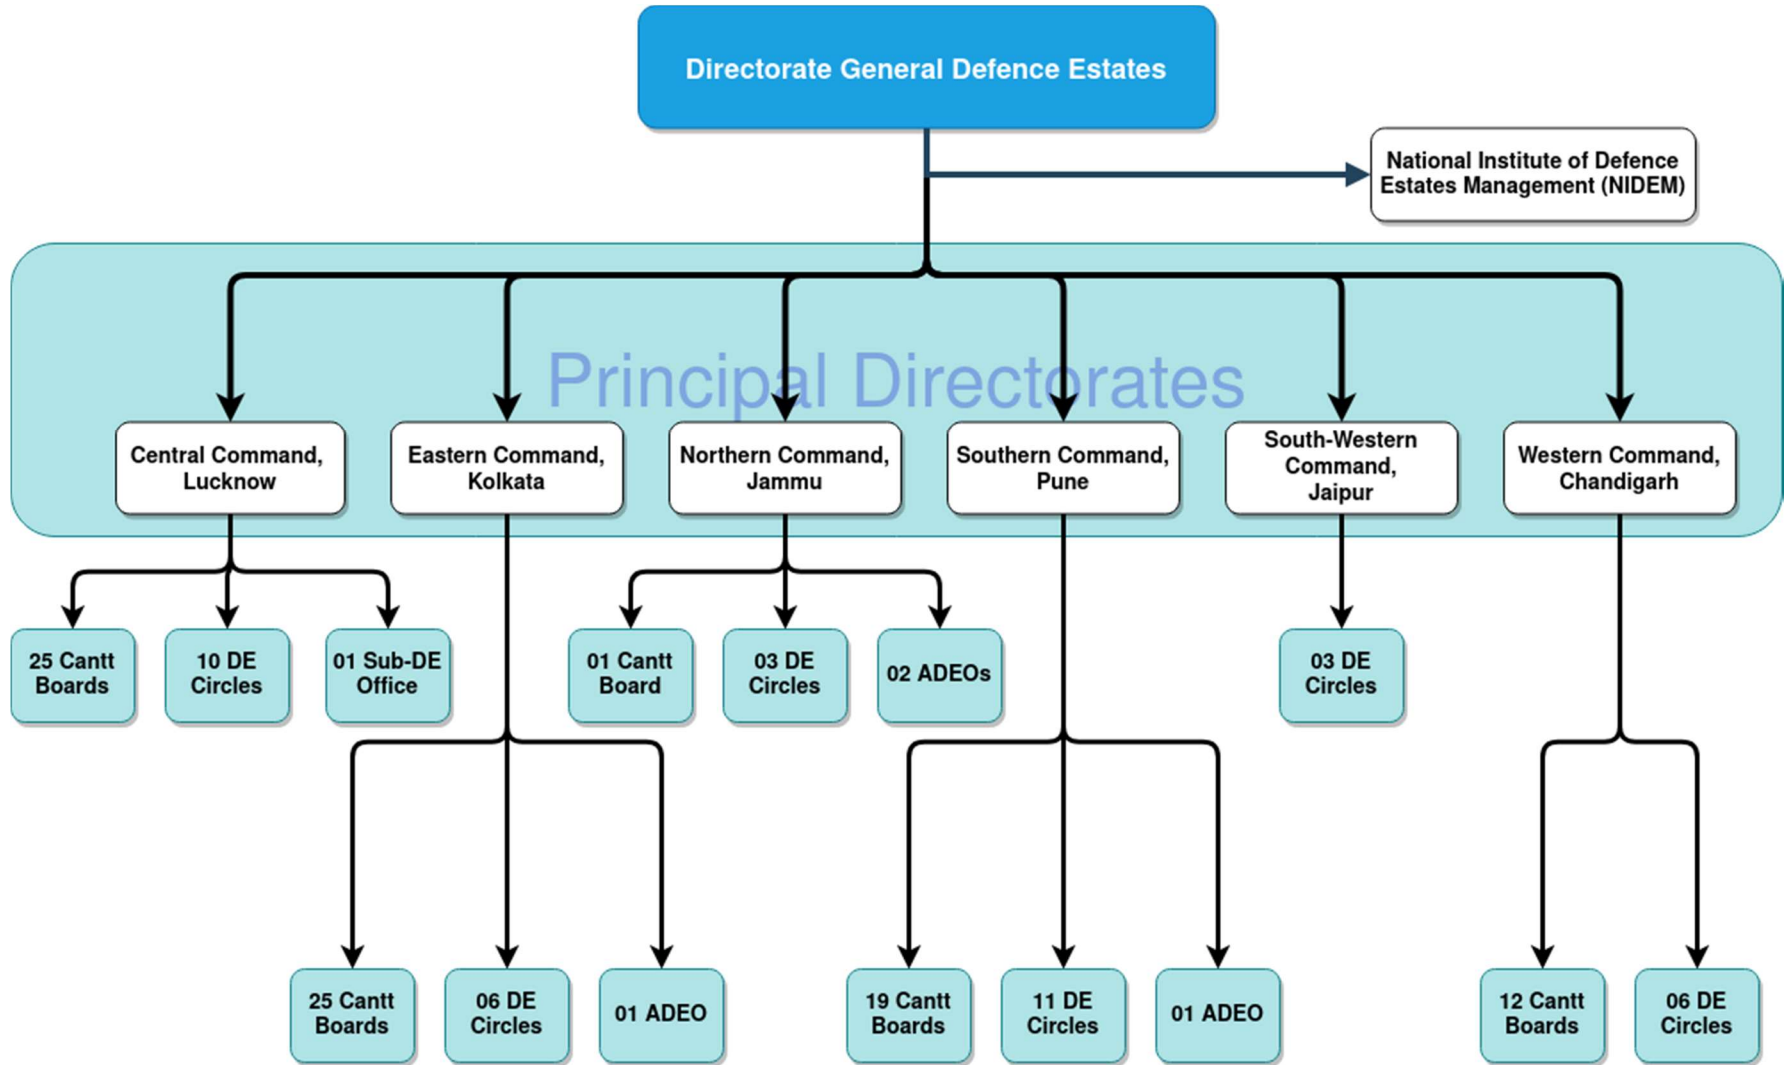 Directorate General Defence Estates
National Institute of Defence
Estates Management (NIDEM)
Principal Directorates
Central Command,
Lucknow
Eastern Command,
Kolkata
Northern Command,
Jammu
Southern Command,
Pune
South-Western
Command,
Jaipur
Western Command,
Chandigarh
25 Cantt
Boards
10 DE
Circles
01 Sub-DE
Office
01 Cantt
Board
03 DE
Circles
02 ADEOs
03 DE
Circles
25 Cantt
Boards
06 DE
Circles
01 ADEO
19 Cantt
Boards
11 DE
Circles
01 ADEO
12 Cantt
Boards
06 DE
Circles